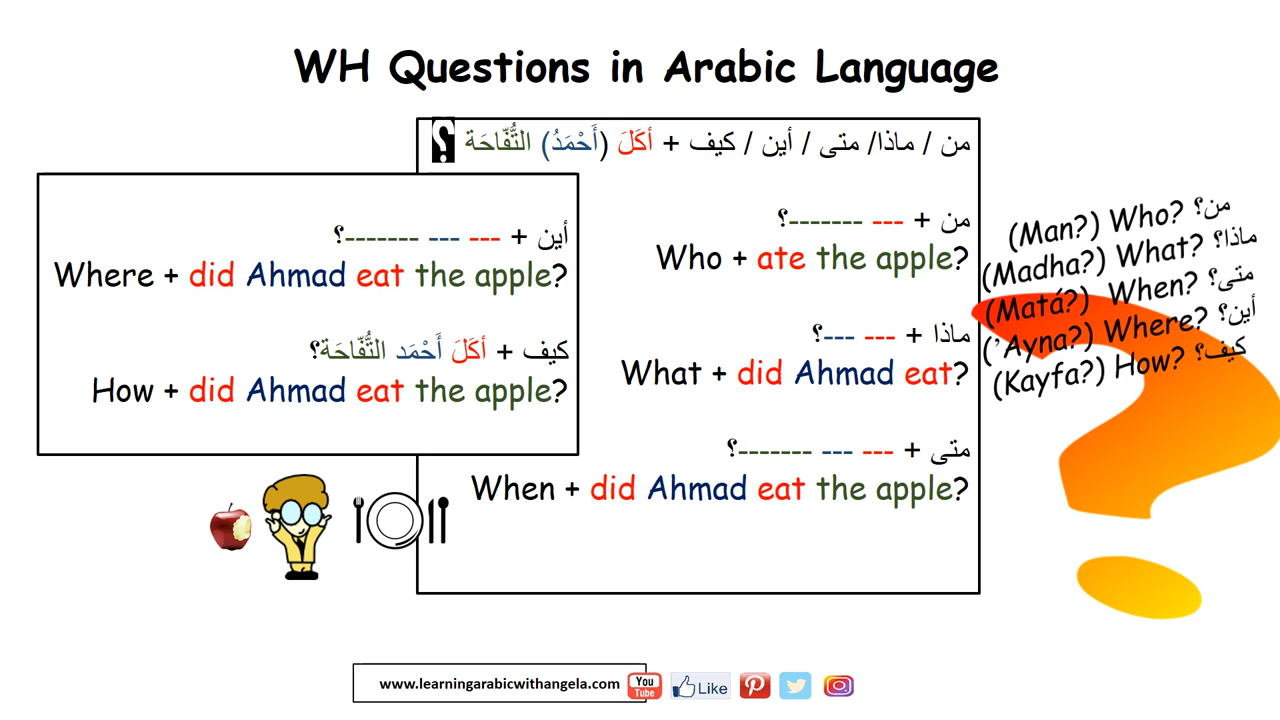 WH Questions in Arabic Language
من / ماذا/ متى / أين / كيف + أكَلَ (أَحْمَدُ) التُّفّاحَة ؟
من + --- -------؟
Who + ate the apple?
ماذا + --- ---؟
What + did Ahmad eat?
متى + --- --- -------؟
When + did Ahmad eat the apple?
أين + --- --- -------؟
Where + did Ahmad eat the apple?
كيف + أكَلَ أَحْمَد التُّفّاحَة؟
How + did Ahmad eat the apple?
(Man?) Who? من؟
(Madha?) What? ماذا؟
(Matá?) When? متى؟
(’Ayna?) Where? أين؟
(Kayfa?) How? كيف؟
www.learningarabicwithangela.com
You
Tube
Like